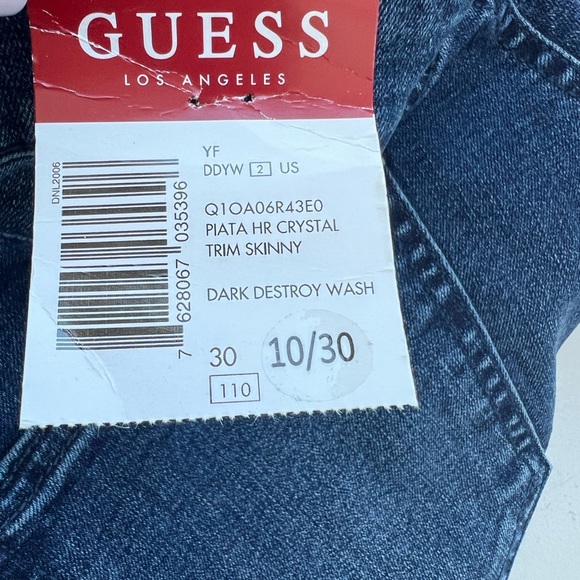 GUESS
LOS ANGELES
DNL2006
7 628067 035396
YF
DDYW 2 US
Q1OA06R43E0
PIATA HR CRYSTAL
TRIM SKINNY
DARK DESTROY WASH
30 10/30
110